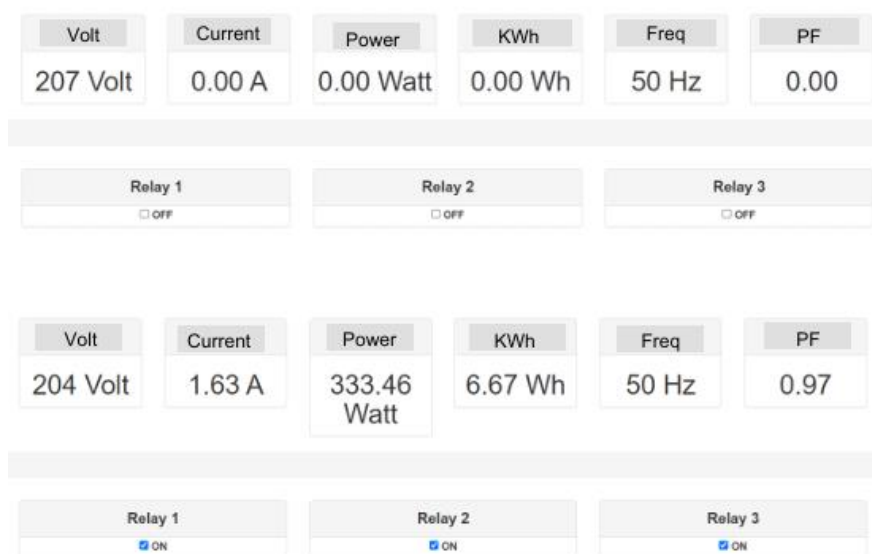 Volt Current Power KWh Freq PF
207 Volt 0.00 A 0.00 Watt 0.00 Wh 50 Hz 0.00
Relay 1 Relay 2 Relay 3
OFF OFF OFF
Volt Current Power KWh Freq PF
204 Volt 1.63 A 333.46 6.67 Wh 50 Hz 0.97
Watt
Relay 1 Relay 2 Relay 3
ON ON ON